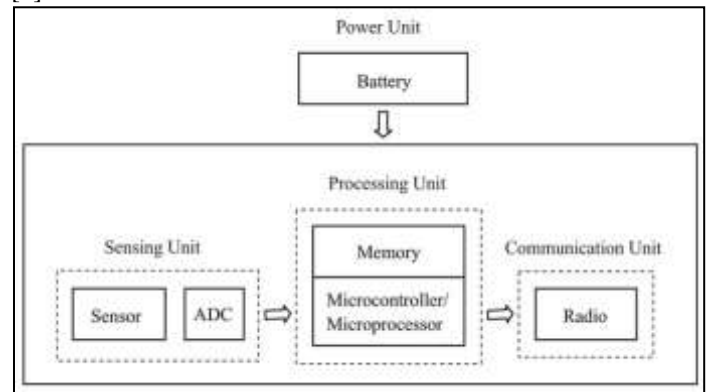 Power Unit
Battery
Processing Unit
Sensing Unit
Memory
Communication Unit
Sensor
ADC
Microcontroller/
Microprocessor
Radio